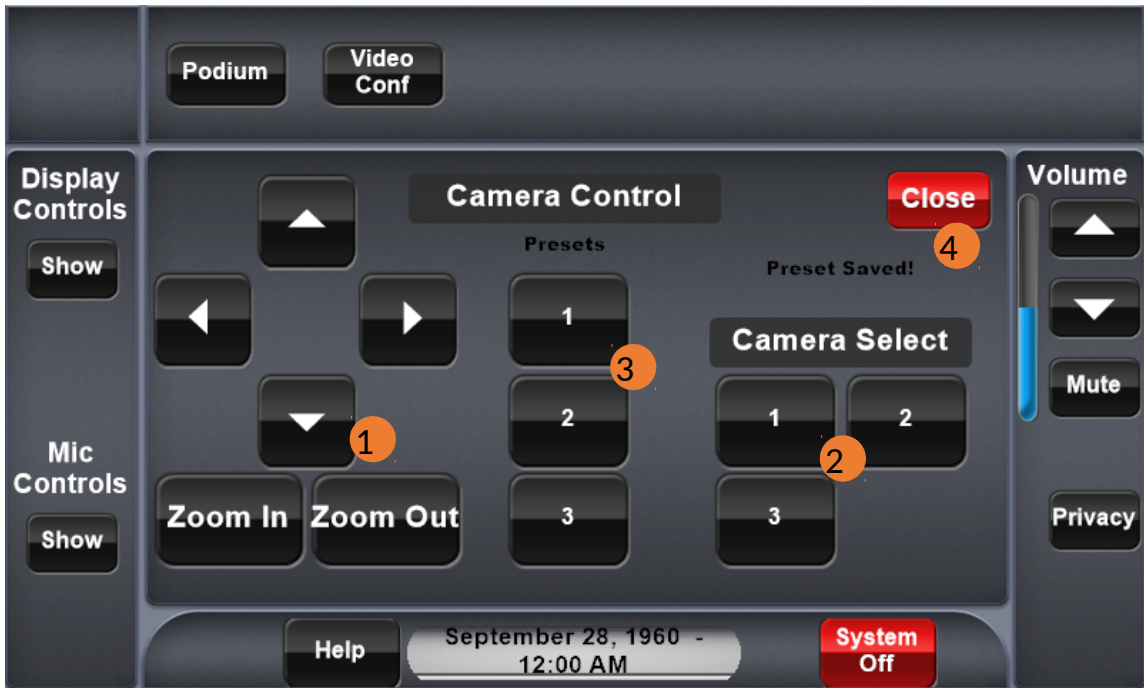 Podium
Video
Conf
Display
Controls
Show
Mic
Controls
Show
Camera Control
Close
4
Presets
Preset Saved!
1
3
2
3
Camera Select
1
2
2
3
1
Zoom In
Zoom Out
Volume
Mute
Privacy
Help
September 28, 1960 -
12:00 AM
System
Off